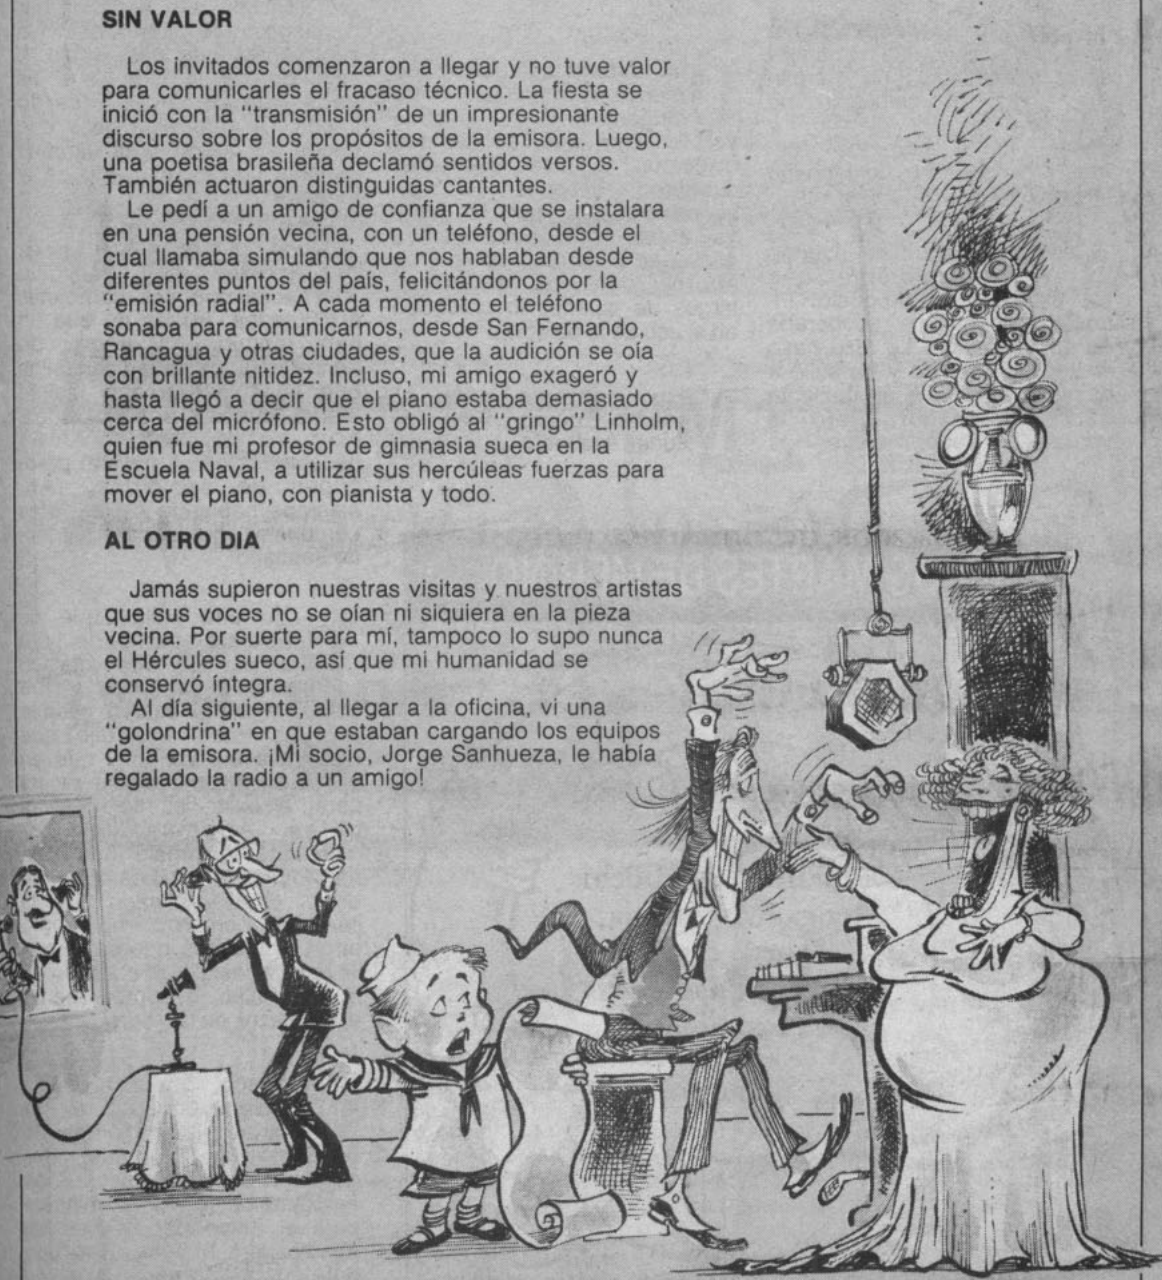 SIN VALOR
Los invitados comenzaron a llegar y no tuve valor
para comunicarles el fracaso técnico. La fiesta se
inició con la "transmisión" de un impresionante
discurso sobre los propósitos de la emisora. Luego,
una poetisa brasileña declamó sentidos versos.
También actuaron distinguidas cantantes.
Le pedí a un amigo de confianza que se instalara
en una pensión vecina, con un teléfono, desde el
cual llamaba simulando que nos hablaban desde
diferentes puntos del país, felicitándonos por la
"emisión radial". A cada momento el teléfono
sonaba para comunicarnos, desde San Fernando,
Rancagua y otras ciudades, que la audición se oía
con brillante nitidez. Incluso, mi amigo exageró y
hasta llegó a decir que el piano estaba demasiado
cerca del micrófono. Esto obligó al "gringo" Linholm,
quien fue mi profesor de gimnasia sueca en la
Escuela Naval, a utilizar sus hercúleas fuerzas para
mover el piano, con pianista y todo.
AL OTRO DIA
Jamás supieron nuestras visitas y nuestros artistas
que sus voces no se oían ni siquiera en la pieza
vecina. Por suerte para mí, tampoco lo supo nunca
el Hércules sueco, así que mi humanidad se
conservó íntegra.
Al día siguiente, al llegar a la oficina, vi una
"golondrina" en que estaban cargando los equipos
de la emisora. ¡Mi socio, Jorge Sanhueza, le había
regalado la radio a un amigo!